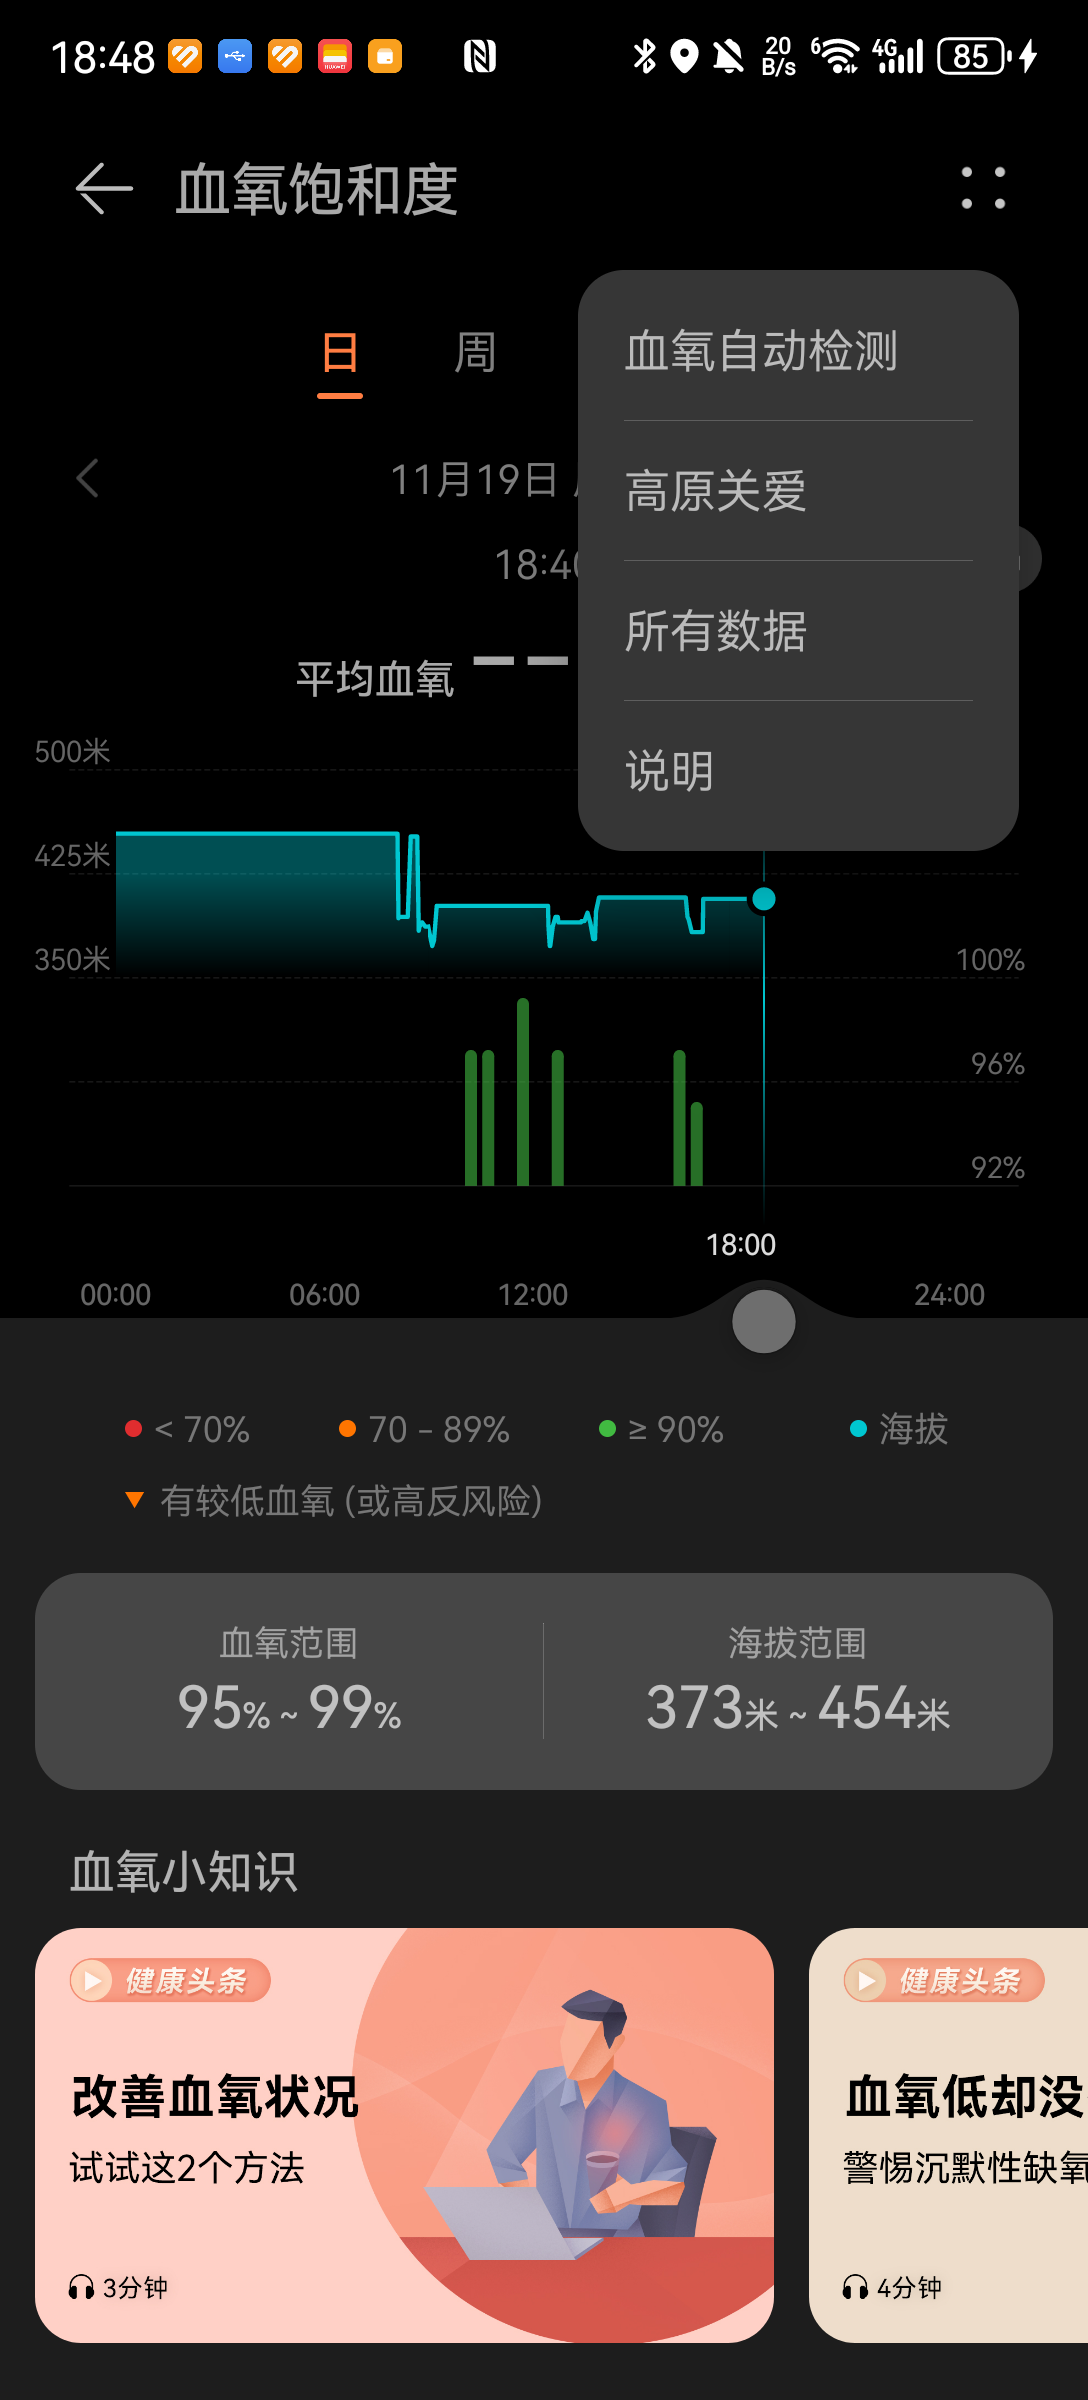 18:48
20
B/s
6
4G
85
血氧饱和度
日
周
血氧自动检测
高原关爱
所有数据
说明
11月19日
18:4
平均血氧 --
500米
425米
350米
100%
96%
92%
18:00
00:00
06:00
12:00
24:00
< 70%
70 - 89%
≥ 90%
海拔
有较低血氧 (或高反风险)
血氧范围
95% ~ 99%
海拔范围
373米 ~ 454米
血氧小知识
健康头条
改善血氧状况
试试这2个方法
3分钟
健康头条
血氧低却没
警惕沉默性缺氧
4分钟